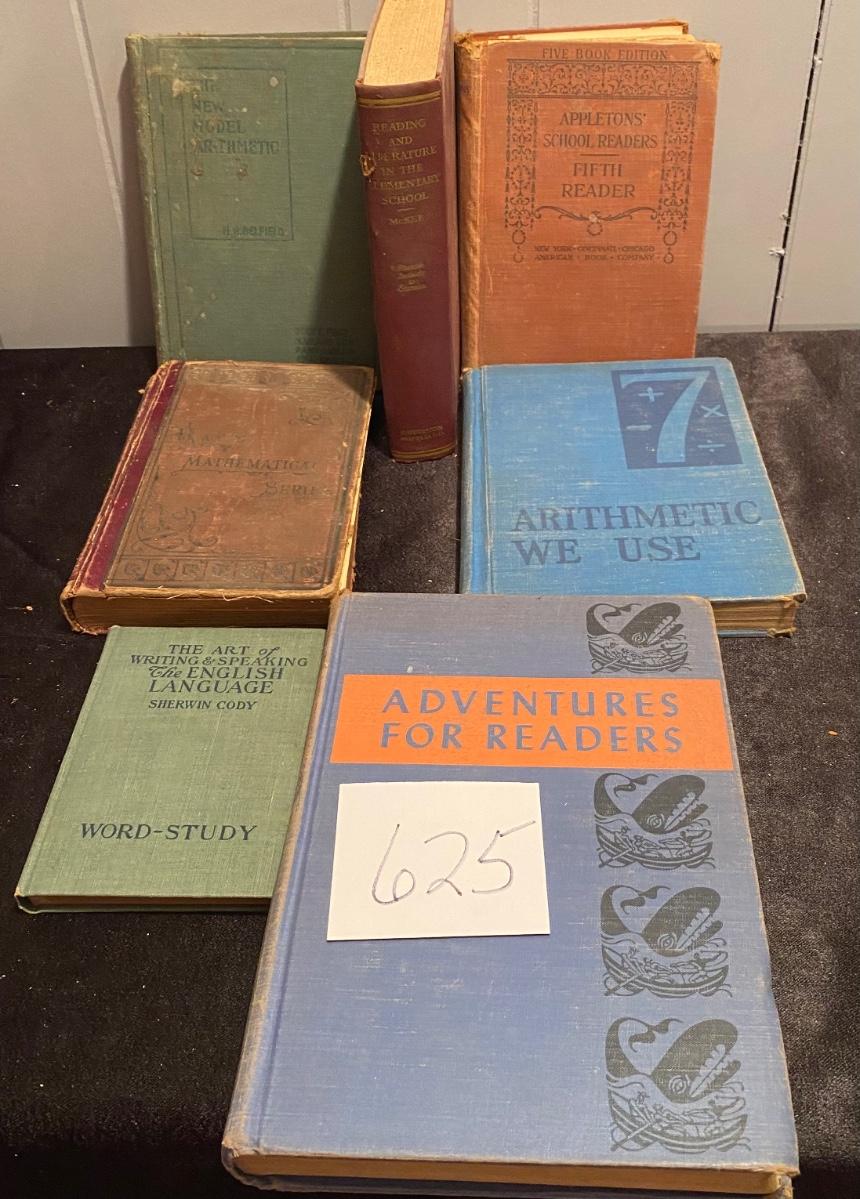 THE
NEW
MODEL
ARITHMETIC
H. H. BELFIELD
READING
AND
LITERATURE
IN THE
ELEMENTARY
SCHOOL
McKEE
FIVE BOOK EDITION
APPLETONS'
SCHOOL READERS
FIFTH
READER
NEW YORK · CINCINNATI · CHICAGO
AMERICAN · BOOK · COMPANY
MATHEMATICAL
SERIES
7
ARITHMETIC
WE USE
THE ART of
WRITING & SPEAKING
The ENGLISH
LANGUAGE
SHERWIN CODY
WORD-STUDY
ADVENTURES
FOR READERS
625